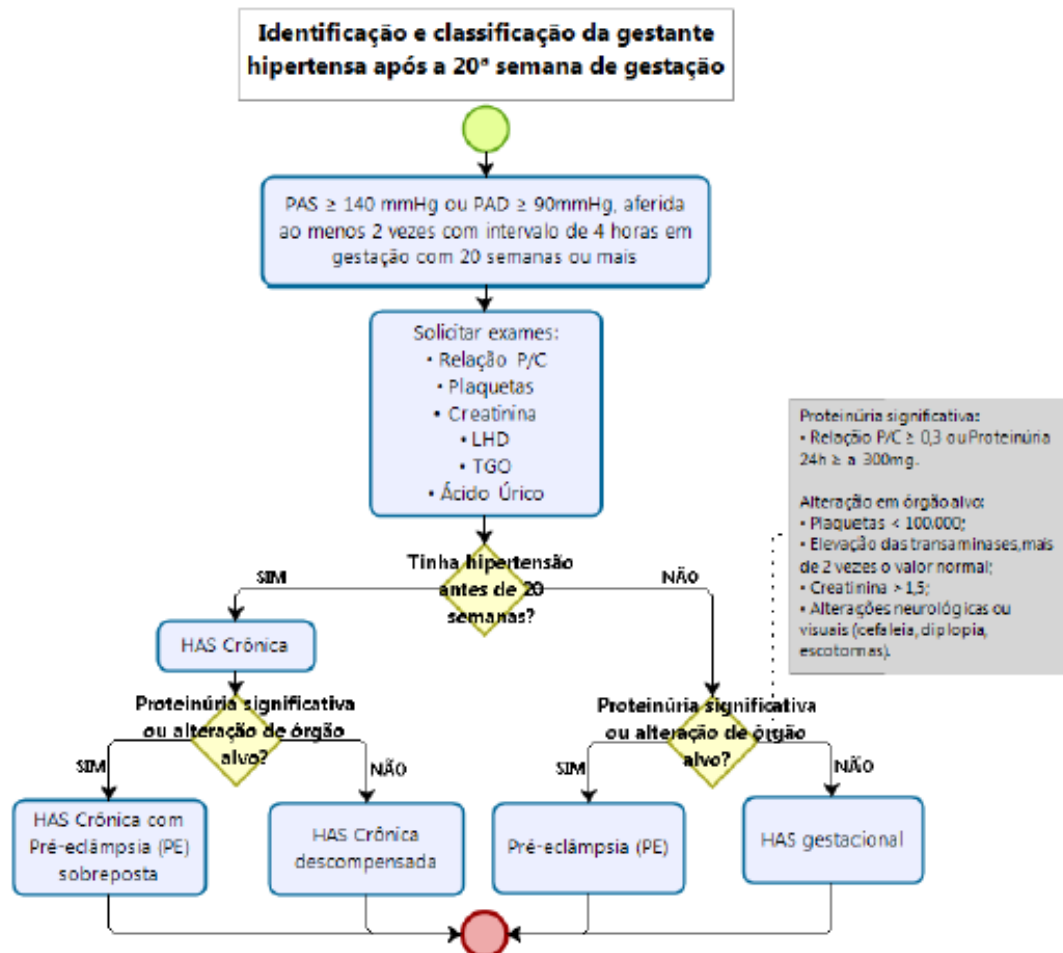 Identificação e classificação da gestante
hipertensa após a 20ª semana de gestação
PAS ≥ 140 mmHg ou PAD ≥ 90mmHg, aferida
ao menos 2 vezes com intervalo de 4 horas em
gestação com 20 semanas ou mais
Solicitar exames:
• Relação P/C
• Plaquetas
• Creatinina
• LHD
• TGO
• Ácido Úrico
Proteinúria significativa:
• Relação P/C ≥ 0,3 ou Proteinúria
24h ≥ a 300mg.
Alteração em órgão alvo:
• Plaquetas < 100.000;
• Elevação das transaminases, mais
de 2 vezes o valor normal;
• Creatinina > 1,5;
• Alterações neurológicas ou
visuais (cefaleia, diplopia,
escotomas).
Tinha hipertensão
antes de 20
semanas?
SIM
NÃO
HAS Crônica
Proteinúria significativa
ou alteração de órgão
alvo?
SIM
NÃO
Proteinúria significativa
ou alteração de órgão
alvo?
SIM
NÃO
HAS Crônica com
Pré-eclâmpsia (PE)
sobreposta
HAS Crônica
descompensada
Pré-eclâmpsia (PE)
HAS gestacional